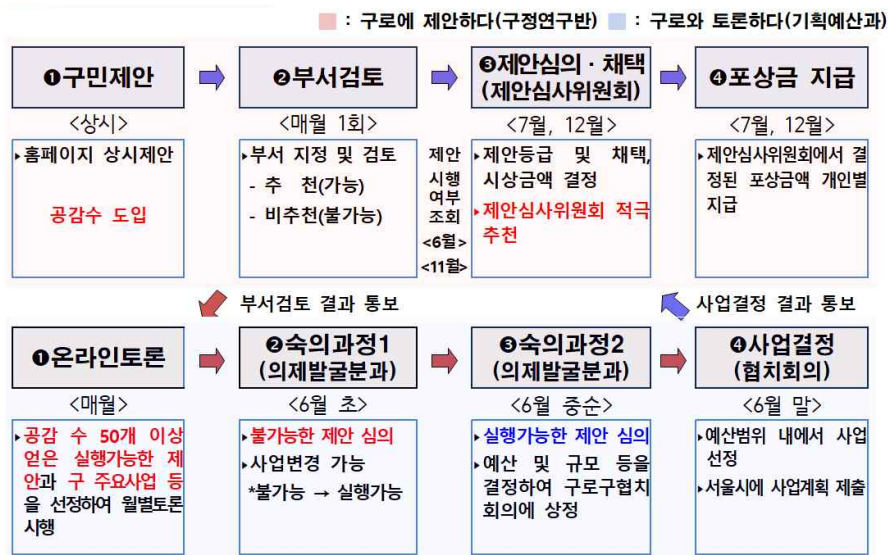 : 구로에 제안하다(구정연구반) : 구로와 토론하다(기획예산과)
❶구민제안
<상시>
▸홈페이지 상시제안
공감수 도입
❷부서검토
<매월 1회>
▸부서 지정 및 검토
- 추 천(가능)
- 비추천(불가능)
제안
시행
여부
조회
<6월>
<11월>
❸제안심의 · 채택
(제안심사위원회)
<7월, 12월>
▸제안등급 및 채택,
시상금액 결정
▸제안심사위원회 적극
추천
❹포상금 지급
<7월, 12월>
▸제안심사위원회에서 결
정된 포상금액 개인별
지급
부서검토 결과 통보
사업결정 결과 통보
❶온라인토론
<매월>
▸공감 수 50개 이상
얻은 실행가능한 제
안과 구 주요사업 등
을 선정하여 월별토론
시행
❷숙의과정1
(의제발굴분과)
<6월 초>
▸불가능한 제안 심의
▸사업변경 가능
*불가능 → 실행가능
❸숙의과정2
(의제발굴분과)
<6월 중순>
▸실행가능한 제안 심의
▸예산 및 규모 등을
결정하여 구로구협치
회의에 상정
❹사업결정
(협치회의)
<6월 말>
▸예산범위 내에서 사업
선정
▸서울시에 사업계획 제출